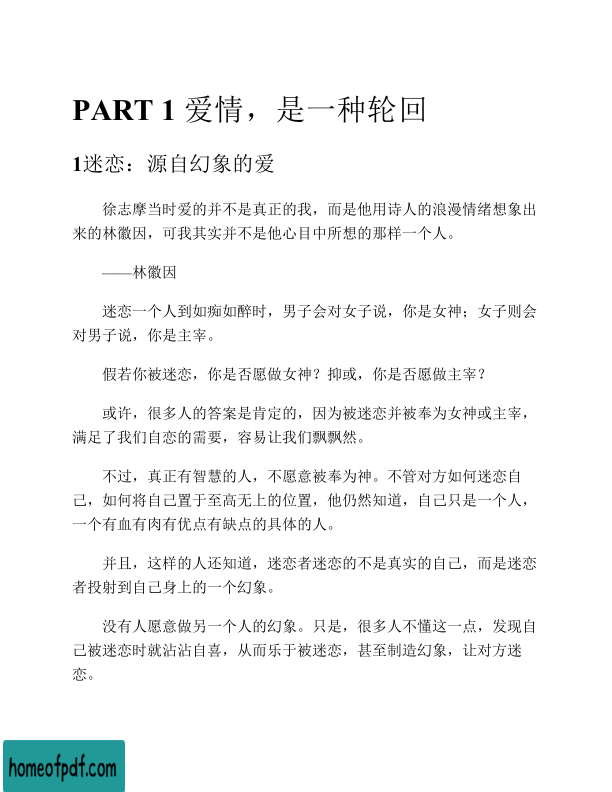 PART 1 爱情，是一种轮回
1迷恋：源自幻象的爱
徐志摩当时爱的并不是真正的我，而是他用诗人的浪漫情绪想象出
来的林徽因，可我其实并不是他心目中所想的那样一个人。
——林徽因
迷恋一个人到如痴如醉时，男子会对女子说，你是女神；女子则会
对男子说，你是主宰。
假若你被迷恋，你是否愿做女神？抑或，你是否愿做主宰？
或许，很多人的答案是肯定的，因为被迷恋并被奉为女神或主宰，
满足了我们自恋的需要，容易让我们飘飘然。
不过，真正有智慧的人，不愿意被奉为神。不管对方如何迷恋自
己，如何将自己置于至高无上的位置，他仍然知道，自己只是一个人，
一个有血有肉有优点有缺点的具体的人。
并且，这样的人还知道，迷恋者迷恋的不是真实的自己，而是迷恋
者投射到自己身上的一个幻象。
没有人愿意做另一个人的幻象。只是，很多人不懂这一点，发现自
己被迷恋时就沾沾自喜，从而乐于被迷恋，甚至制造幻象，让对方迷
恋。
homeofpdf.com